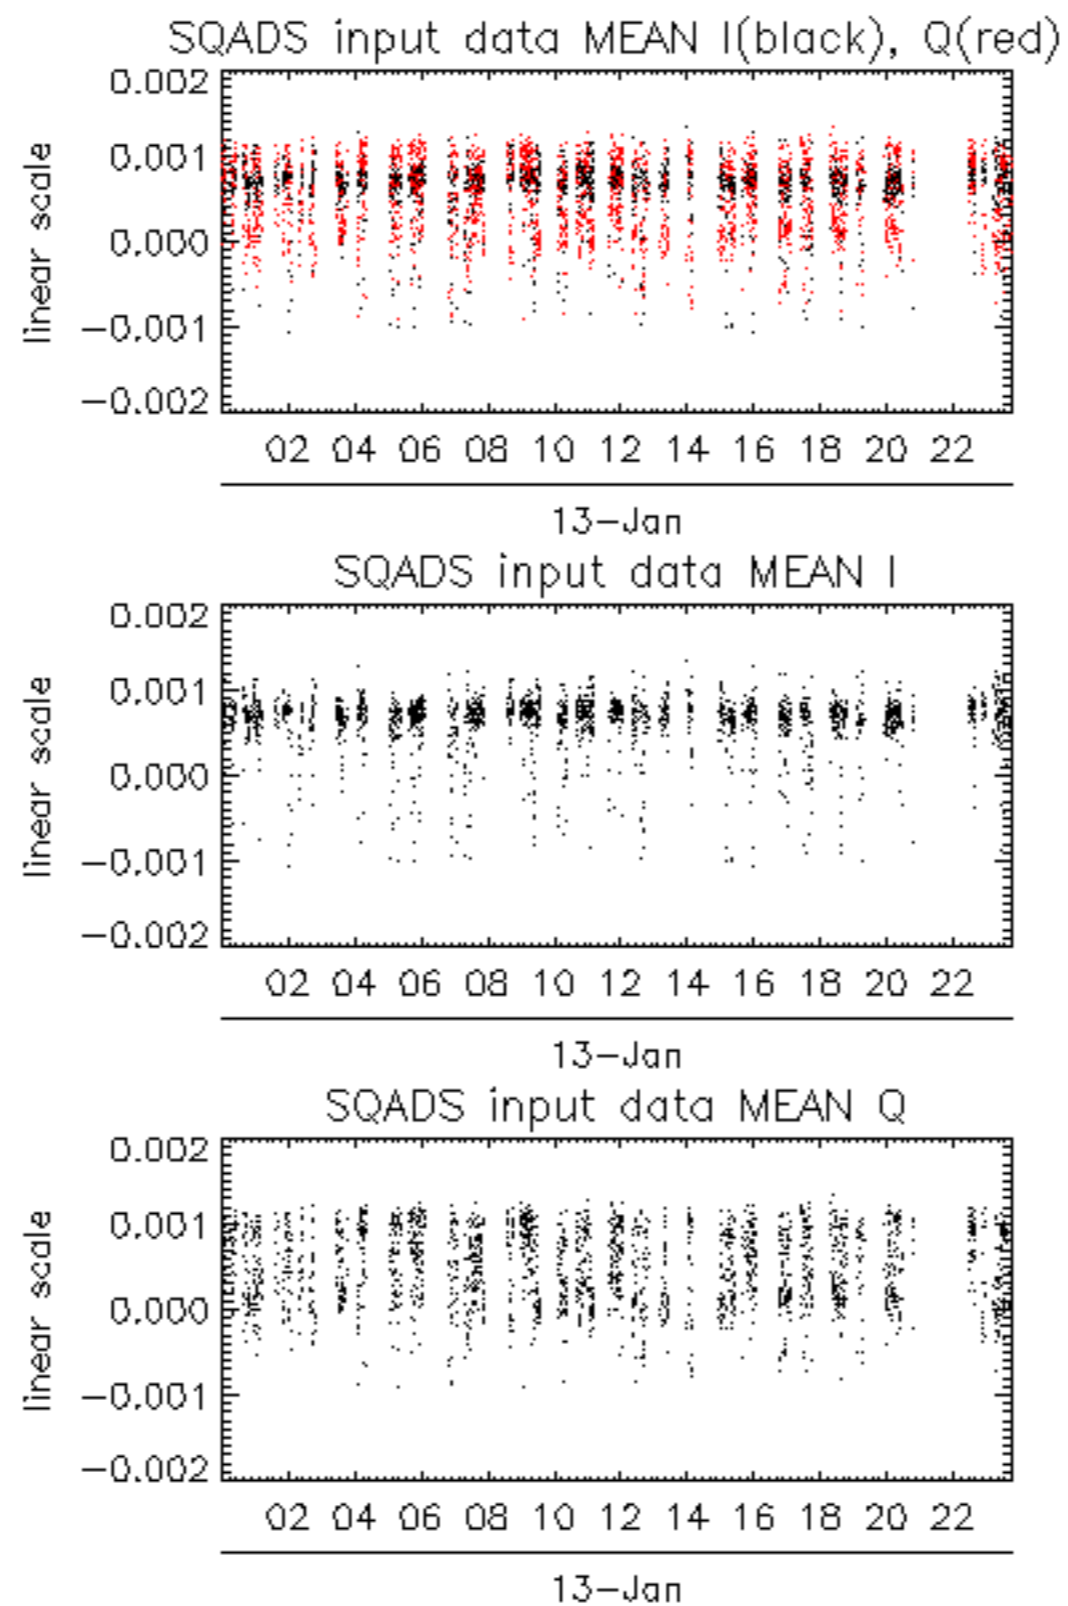 SQADS input data MEAN I(black), Q(red)
0.002
0.001
0.000
−0.001
−0.002
linear scale
02 04 06 08 10 12 14 16 18 20 22
13−Jan
SQADS input data MEAN I
0.002
0.001
0.000
−0.001
−0.002
linear scale
02 04 06 08 10 12 14 16 18 20 22
13−Jan
SQADS input data MEAN Q
0.002
0.001
0.000
−0.001
−0.002
linear scale
02 04 06 08 10 12 14 16 18 20 22
13−Jan